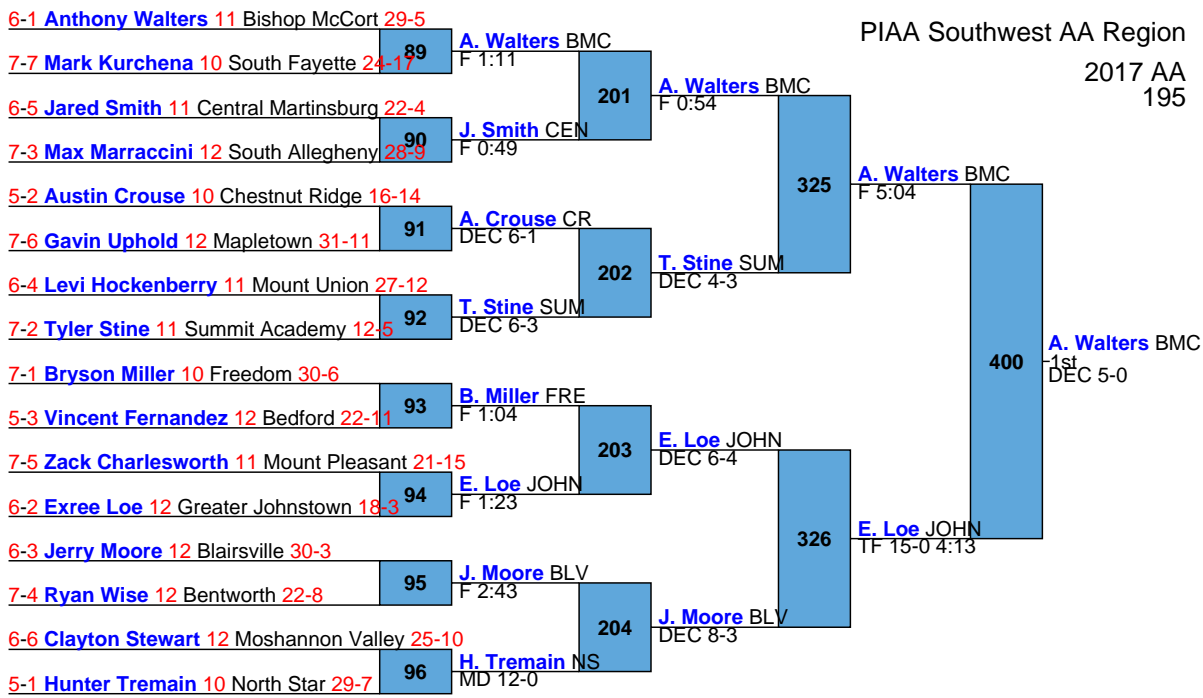 PIAA Southwest AA Region
2017 AA
195
6-1 Anthony Walters 11 Bishop McCort 29-5
7-7 Mark Kurchena 10 South Fayette 24-17
6-5 Jared Smith 11 Central Martinsburg 22-4
7-3 Max Marraccini 12 South Allegheny 28-9
5-2 Austin Crouse 10 Chestnut Ridge 16-14
7-6 Gavin Uphold 12 Mapletown 31-11
6-4 Levi Hockenberry 11 Mount Union 27-12
7-2 Tyler Stine 11 Summit Academy 12-5
7-1 Bryson Miller 10 Freedom 30-6
5-3 Vincent Fernandez 12 Bedford 22-11
7-5 Zack Charlesworth 11 Mount Pleasant 21-15
6-2 Exree Loe 12 Greater Johnstown 18-3
6-3 Jerry Moore 12 Blairsville 30-3
7-4 Ryan Wise 12 Bentworth 22-8
6-6 Clayton Stewart 12 Moshannon Valley 25-10
5-1 Hunter Tremain 10 North Star 29-7
89
90
91
92
93
94
95
96
A. Walters BMC
F 1:11
J. Smith CEN
F 0:49
A. Crouse CR
DEC 6-1
T. Stine SUM
DEC 6-3
B. Miller FRE
F 1:04
E. Loe JOHN
F 1:23
J. Moore BLV
F 2:43
H. Tremain NS
MD 12-0
201
202
203
204
A. Walters BMC
F 0:54
T. Stine SUM
DEC 4-3
E. Loe JOHN
DEC 6-4
J. Moore BLV
DEC 8-3
325
326
A. Walters BMC
F 5:04
E. Loe JOHN
TF 15-0 4:13
400
A. Walters BMC
1st
DEC 5-0